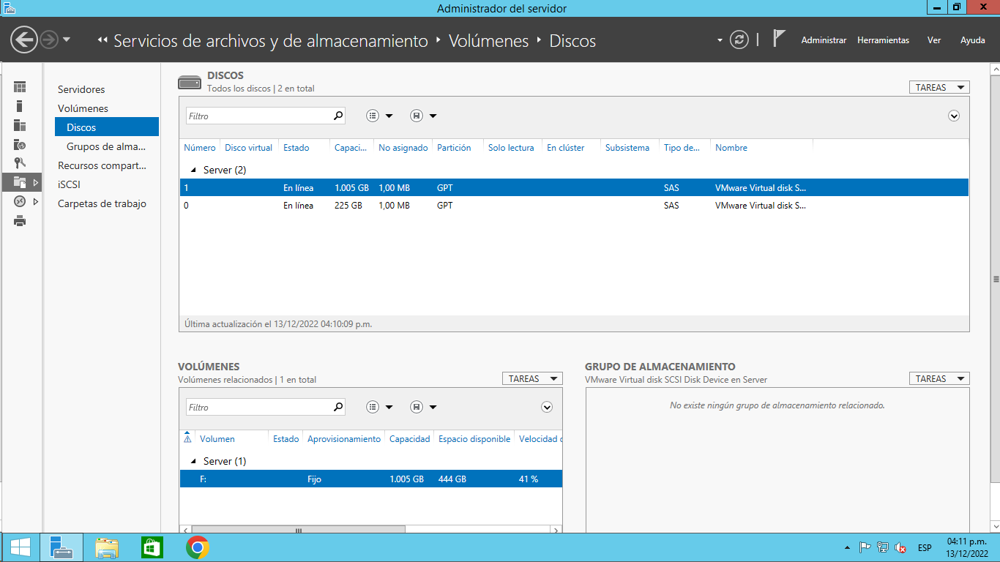 Administrador del servidor
Servicios de archivos y de almacenamiento Volúmenes Discos
Administrar Herramientas Ver Ayuda
Servidores
Volúmenes
Discos
Grupos de alma...
Recursos compart...
iSCSI
Carpetas de trabajo
DISCOS
Todos los discos | 2 en total
TAREAS
Filtro
Número Disco virtual Estado Capaci... No asignado Partición Solo lectura En clúster Subsistema Tipo de... Nombre
Server (2)
1 En línea 1.005 GB 1,00 MB GPT SAS VMware Virtual disk S...
0 En línea 225 GB 1,00 MB GPT SAS VMware Virtual disk S...
Última actualización el 13/12/2022 04:10:09 p.m.
VOLÚMENES
Volúmenes relacionados | 1 en total
TAREAS
Filtro
Volumen Estado Aprovisionamiento Capacidad Espacio disponible Velocidad
Server (1)
F: Fijo 1.005 GB 444 GB 41 %
GRUPO DE ALMACENAMIENTO
VMware Virtual disk SCSI Disk Device en Server
TAREAS
No existe ningún grupo de almacenamiento relacionado.
ESP
04:11 p.m.
13/12/2022